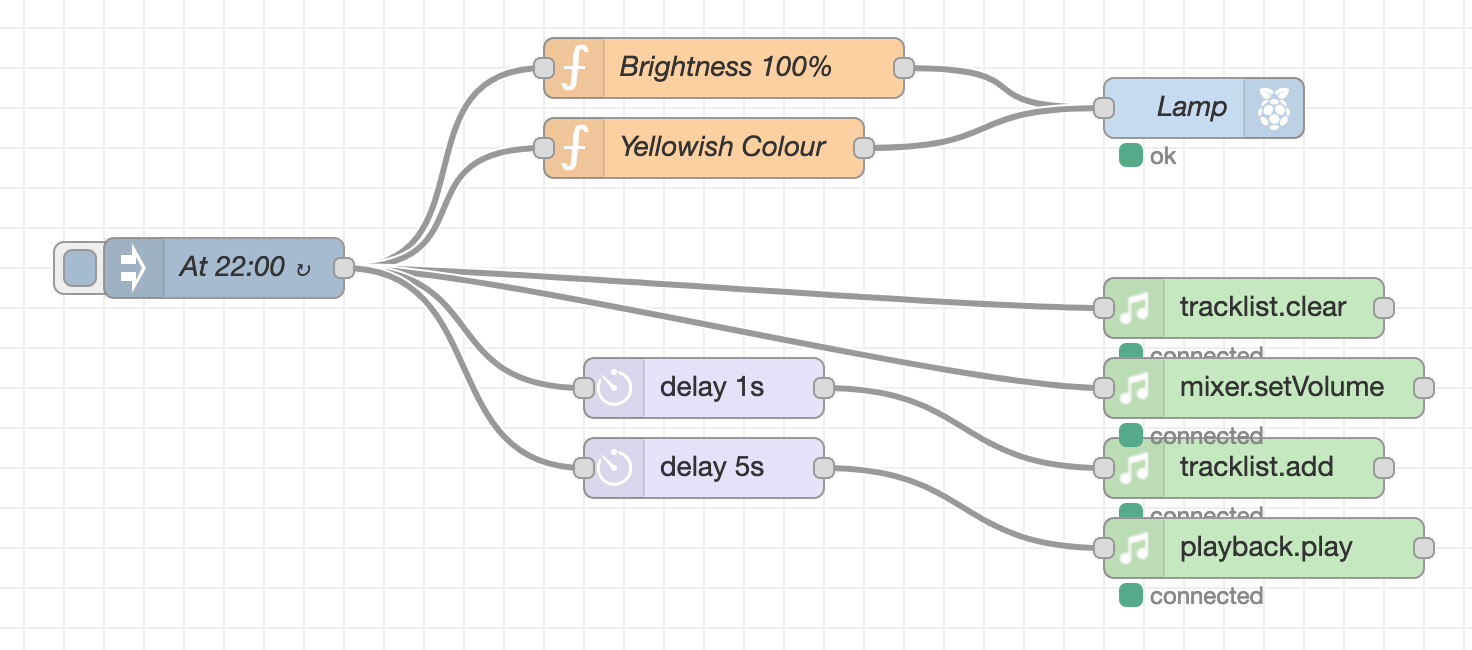 Brightness 100%
Lamp
Yellowish Colour
ok
At 22:00 ↻
tracklist.clear
connected
delay 1s
mixer.setVolume
connected
delay 5s
tracklist.add
connected
playback.play
connected